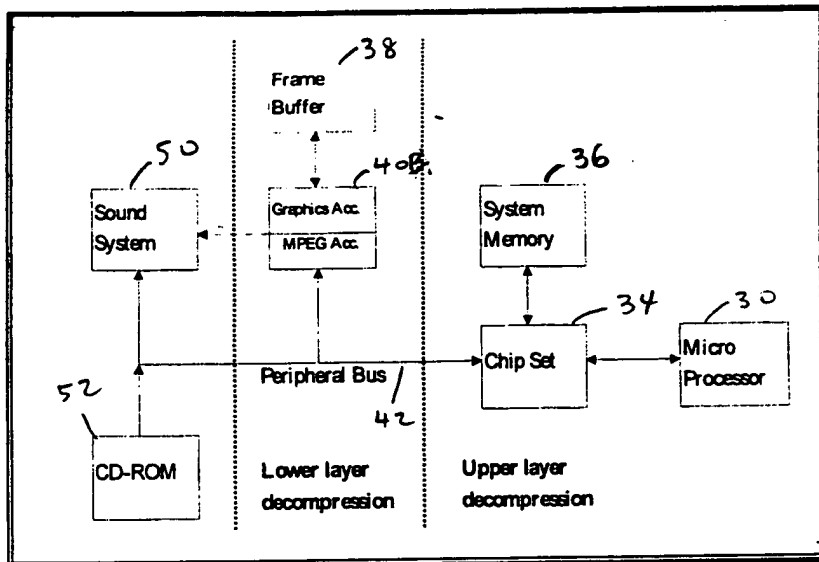 38
Frame
Buffer
50
40B.
36
Sound
System
Graphics Acc.
MPEG Acc.
System
Memory
34
30
Chip Set
Micro
Processor
Peripheral Bus
42
52
CD-ROM
Lower layer
decompression
Upper layer
decompression